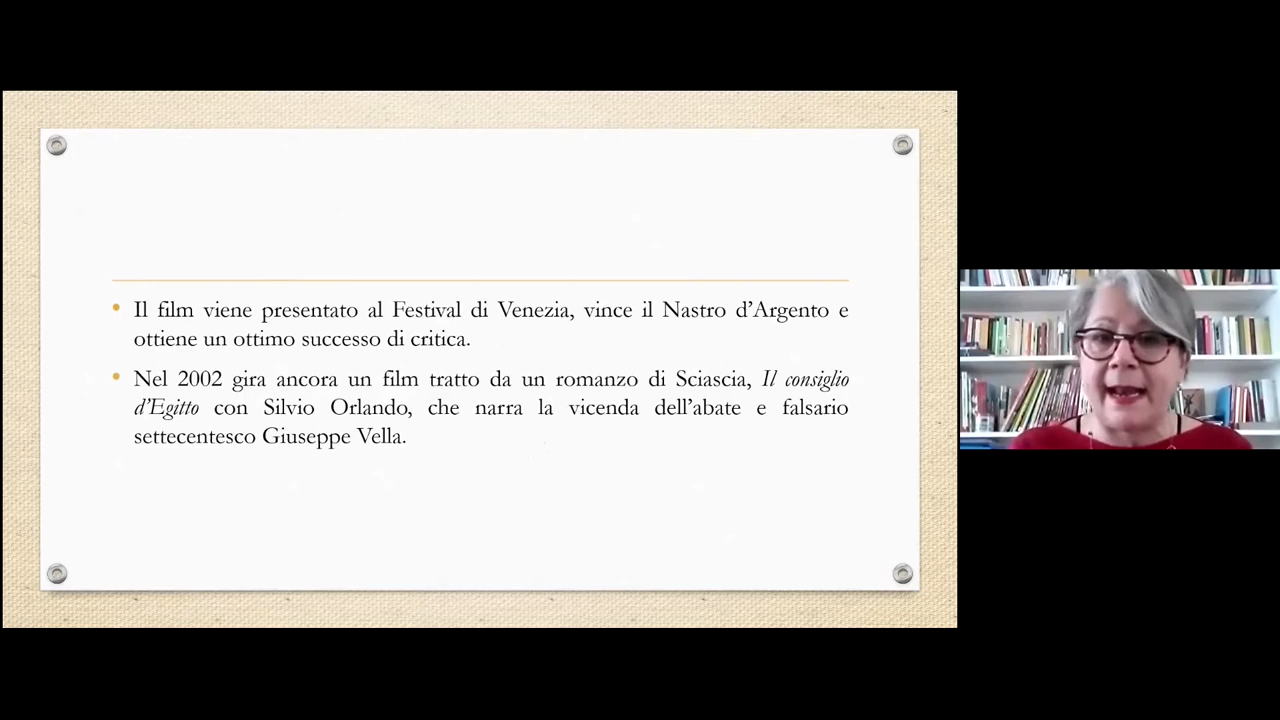 Il film viene presentato al Festival di Venezia, vince il Nastro d’Argento e
ottiene un ottimo successo di critica.
Nel 2002 gira ancora un film tratto da un romanzo di Sciascia, Il consiglio
d’Egitto con Silvio Orlando, che narra la vicenda dell’abate e falsario
settecentesco Giuseppe Vella.